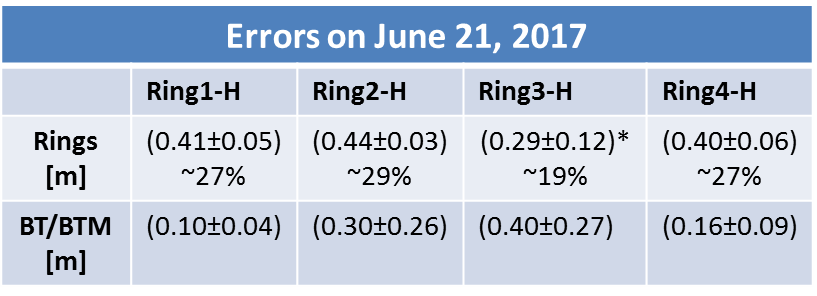 Errors on June 21, 2017
Ring1-H Ring2-H Ring3-H Ring4-H
Rings (0.41±0.05) (0.44±0.03) (0.29±0.12)* (0.40±0.06)
[m] ~27% ~29% ~19% ~27%
BT/BTM (0.10±0.04) (0.30±0.26) (0.40±0.27) (0.16±0.09)
[m]